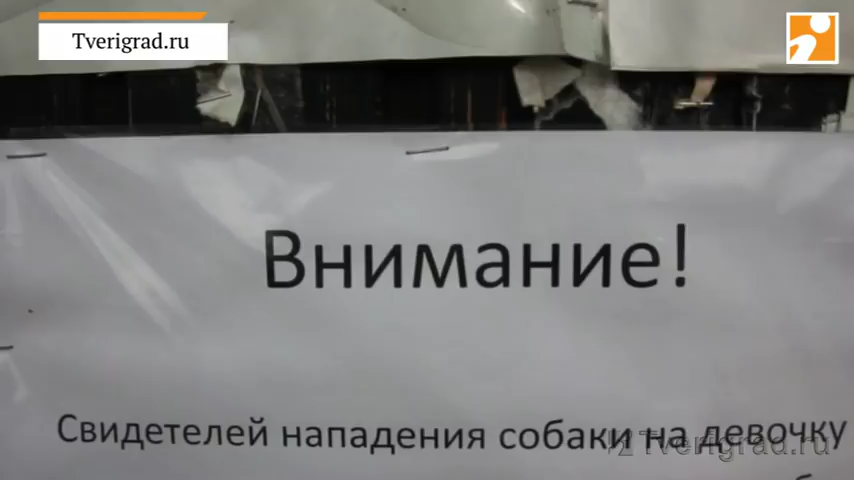 Tverigrad.ru
Внимание!
Свидетелей нападения собаки на девочку
Tverigrad.ru